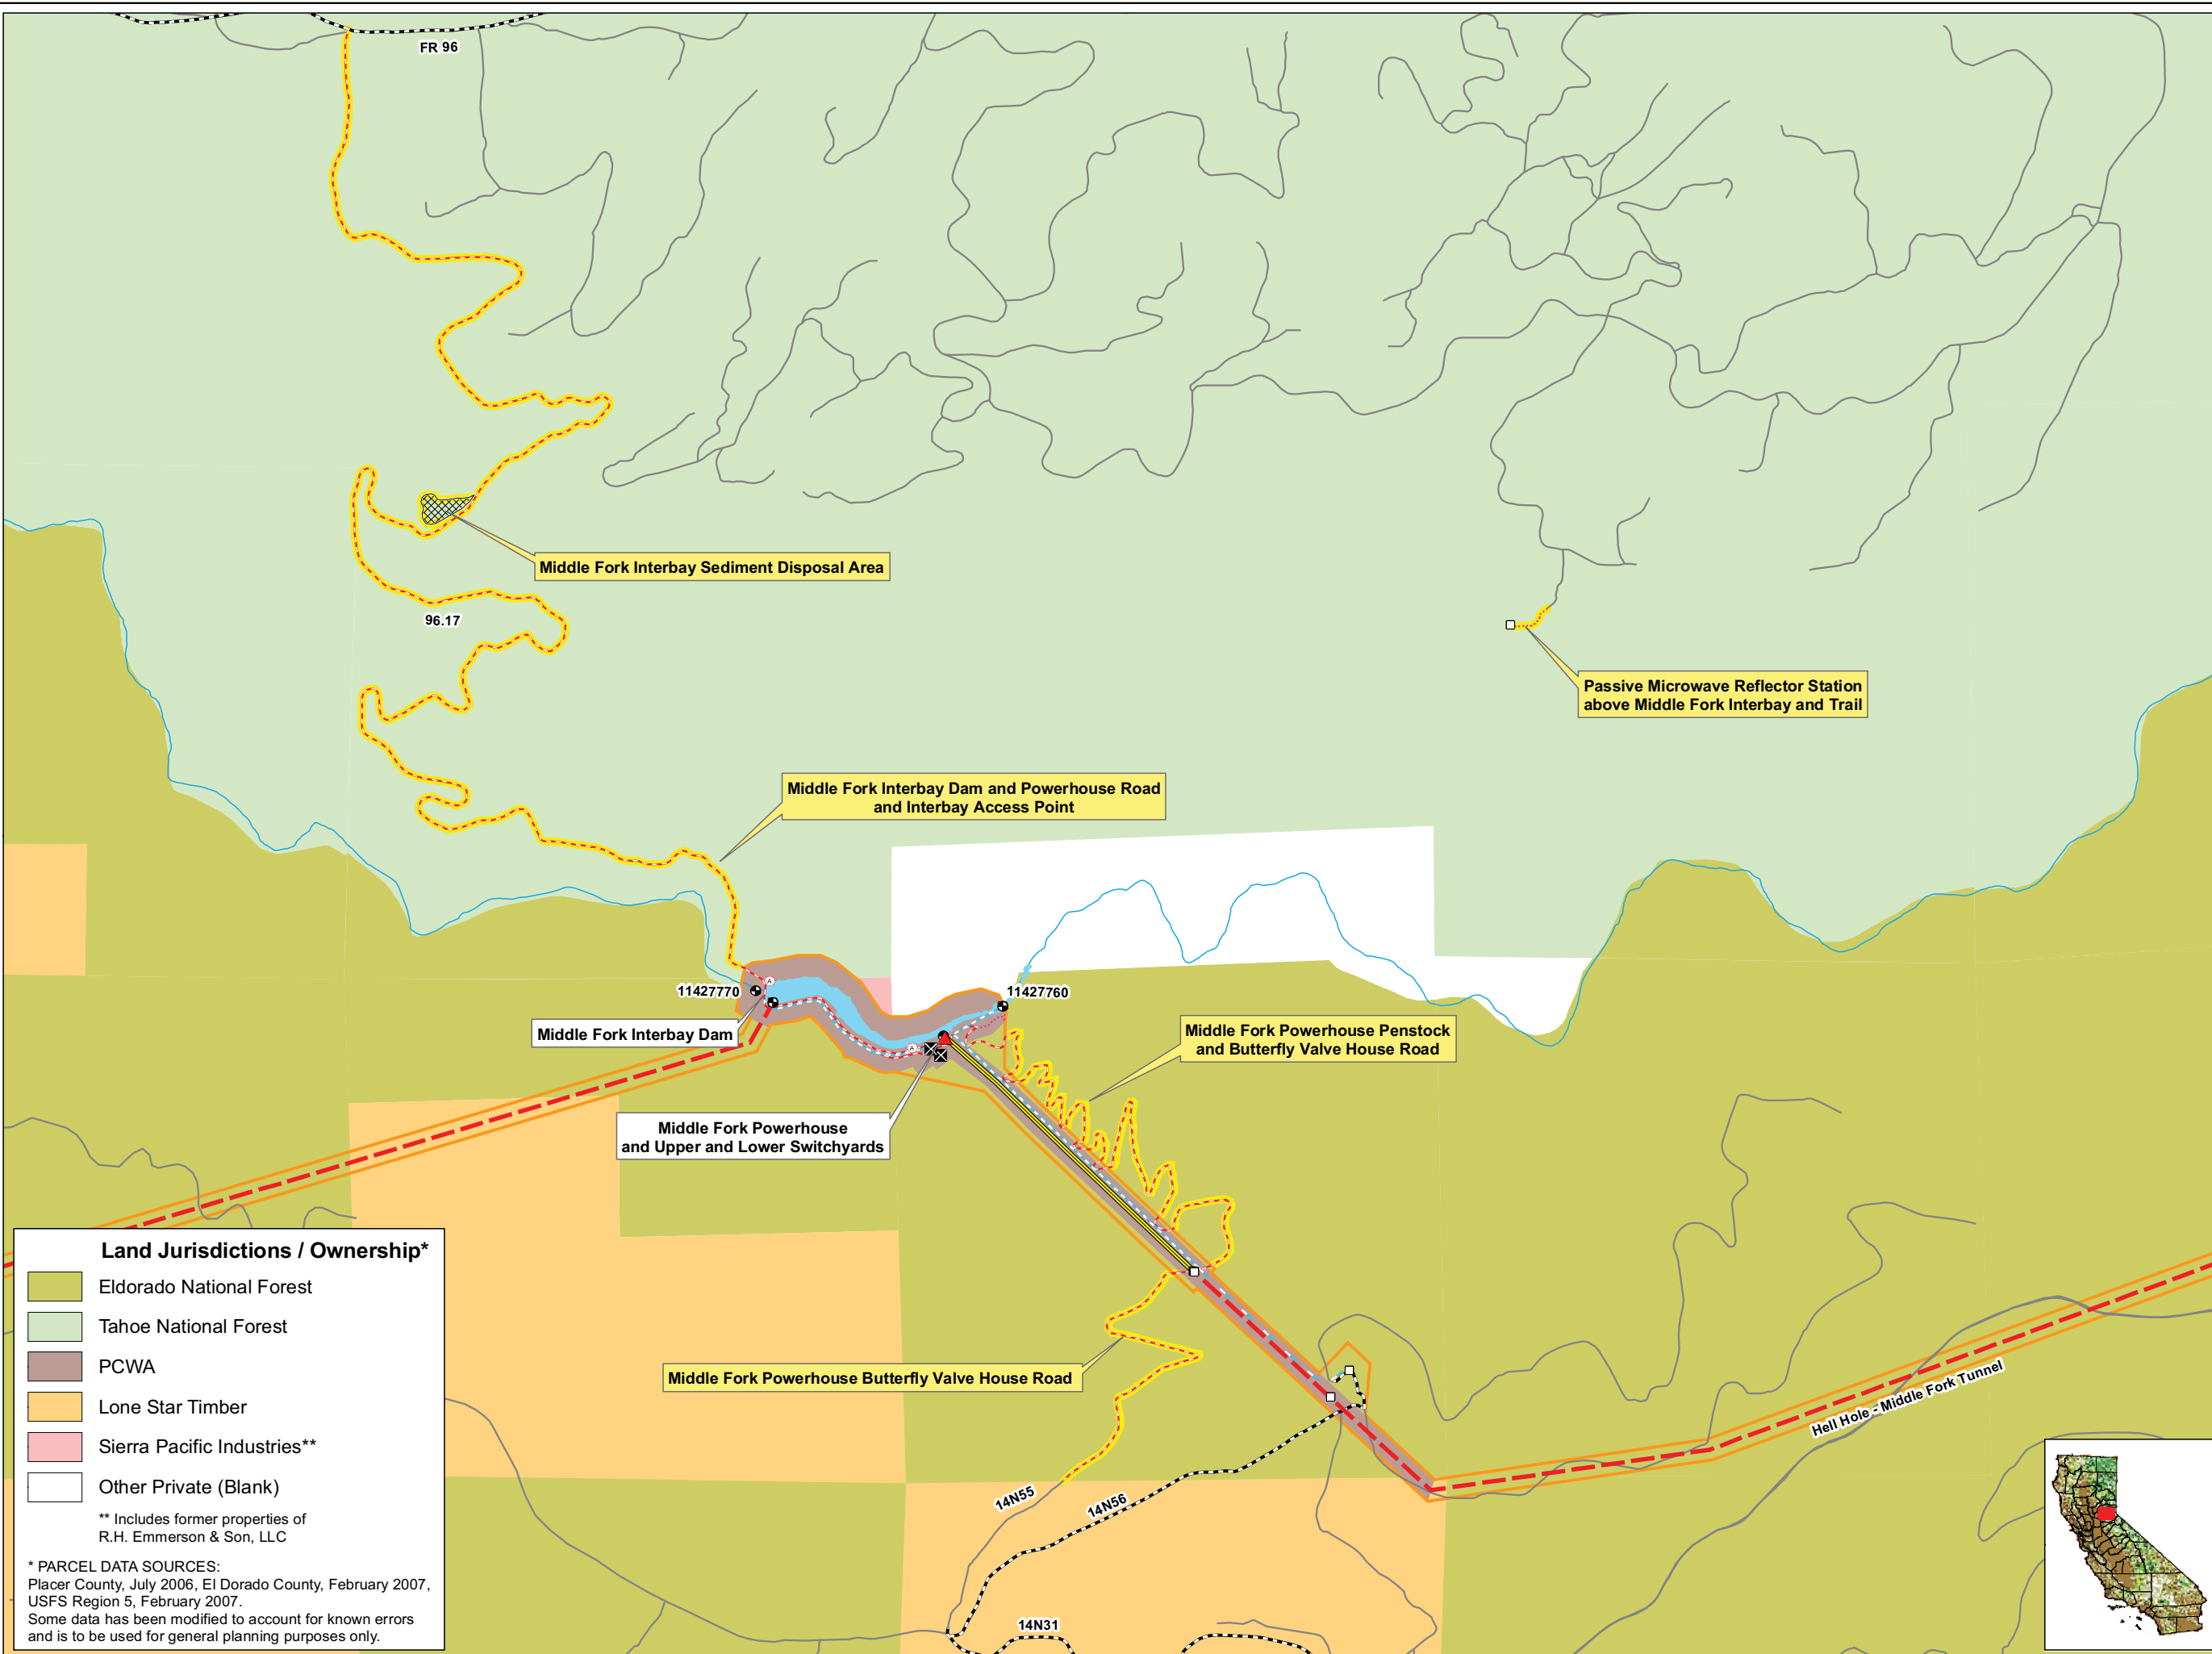 FR 96
Middle Fork Interbay Sediment Disposal Area
96.17
Passive Microwave Reflector Station
above Middle Fork Interbay and Trail
Middle Fork Interbay Dam and Powerhouse Road
and Interbay Access Point
A
11427770
11427760
Middle Fork Interbay Dam
A
Middle Fork Powerhouse Penstock
and Butterfly Valve House Road
Middle Fork Powerhouse
and Upper and Lower Switchyards
Middle Fork Powerhouse Butterfly Valve House Road
Hell Hole - Middle Fork Tunnel
14N55
14N56
14N31
Land Jurisdictions / Ownership*
Eldorado National Forest
Tahoe National Forest
PCWA
Lone Star Timber
Sierra Pacific Industries**
Other Private (Blank)
** Includes former properties of
R.H. Emmerson & Son, LLC
* PARCEL DATA SOURCES:
Placer County, July 2006, El Dorado County, February 2007,
USFS Region 5, February 2007.
Some data has been modified to account for known errors
and is to be used for general planning purposes only.